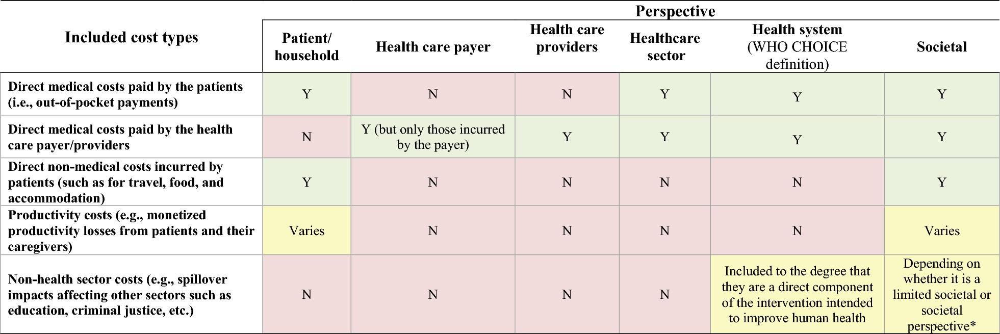 Perspective
Included cost types
Patient/
household
Health care payer
Health care
providers
Healthcare
sector
Health system
(WHO CHOICE
definition)
Societal
Direct medical costs paid by the patients
(i.e., out-of-pocket payments)
Y
N
N
Y
Y
Y
Direct medical costs paid by the health
care payer/providers
N
Y (but only those incurred
by the payer)
Y
Y
Y
Y
Direct non-medical costs incurred by
patients (such as for travel, food, and
accommodation)
Y
N
N
N
N
Y
Productivity costs (e.g., monetized
productivity losses from patients and their
caregivers)
Varies
N
N
N
N
Varies
Non-health sector costs (e.g., spillover
impacts affecting other sectors such as
education, criminal justice, etc.)
N
N
N
N
Included to the degree that
they are a direct component
of the intervention intended
to improve human health
Depending on
whether it is a
limited societal or
societal
perspective*